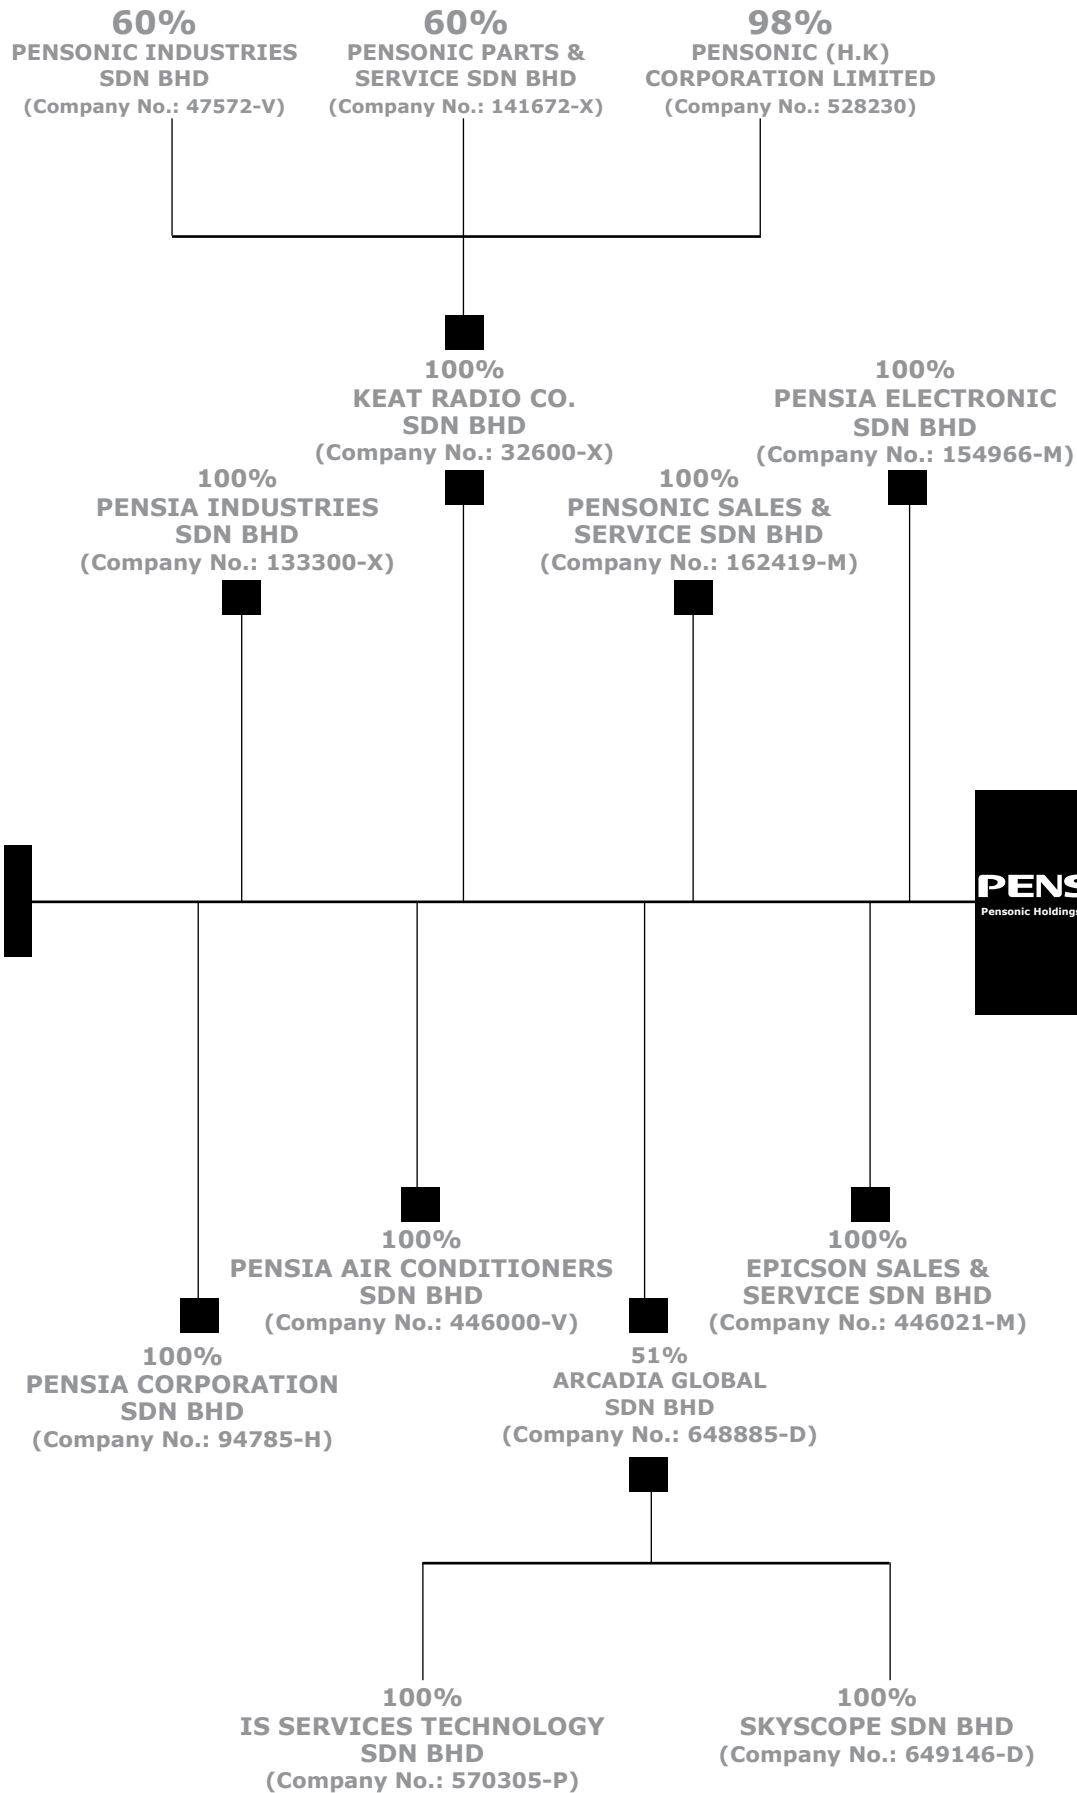 60%
PENSONIC INDUSTRIES
SDN BHD
(Company No.: 47572-V)
60%
PENSONIC PARTS &
SERVICE SDN BHD
(Company No.: 141672-X)
98%
PENSONIC (H.K)
CORPORATION LIMITED
(Company No.: 528230)
100%
KEAT RADIO CO.
SDN BHD
(Company No.: 32600-X)
100%
PENSIA ELECTRONIC
SDN BHD
(Company No.: 154966-M)
100%
PENSIA INDUSTRIES
SDN BHD
(Company No.: 133300-X)
100%
PENSONIC SALES &
SERVICE SDN BHD
(Company No.: 162419-M)
PENS
Pensonic Holdings
100%
PENSIA AIR CONDITIONERS
SDN BHD
(Company No.: 446000-V)
100%
EPICSON SALES &
SERVICE SDN BHD
(Company No.: 446021-M)
100%
PENSIA CORPORATION
SDN BHD
(Company No.: 94785-H)
51%
ARCADIA GLOBAL
SDN BHD
(Company No.: 648885-D)
100%
IS SERVICES TECHNOLOGY
SDN BHD
(Company No.: 570305-P)
100%
SKYSCOPE SDN BHD
(Company No.: 649146-D)